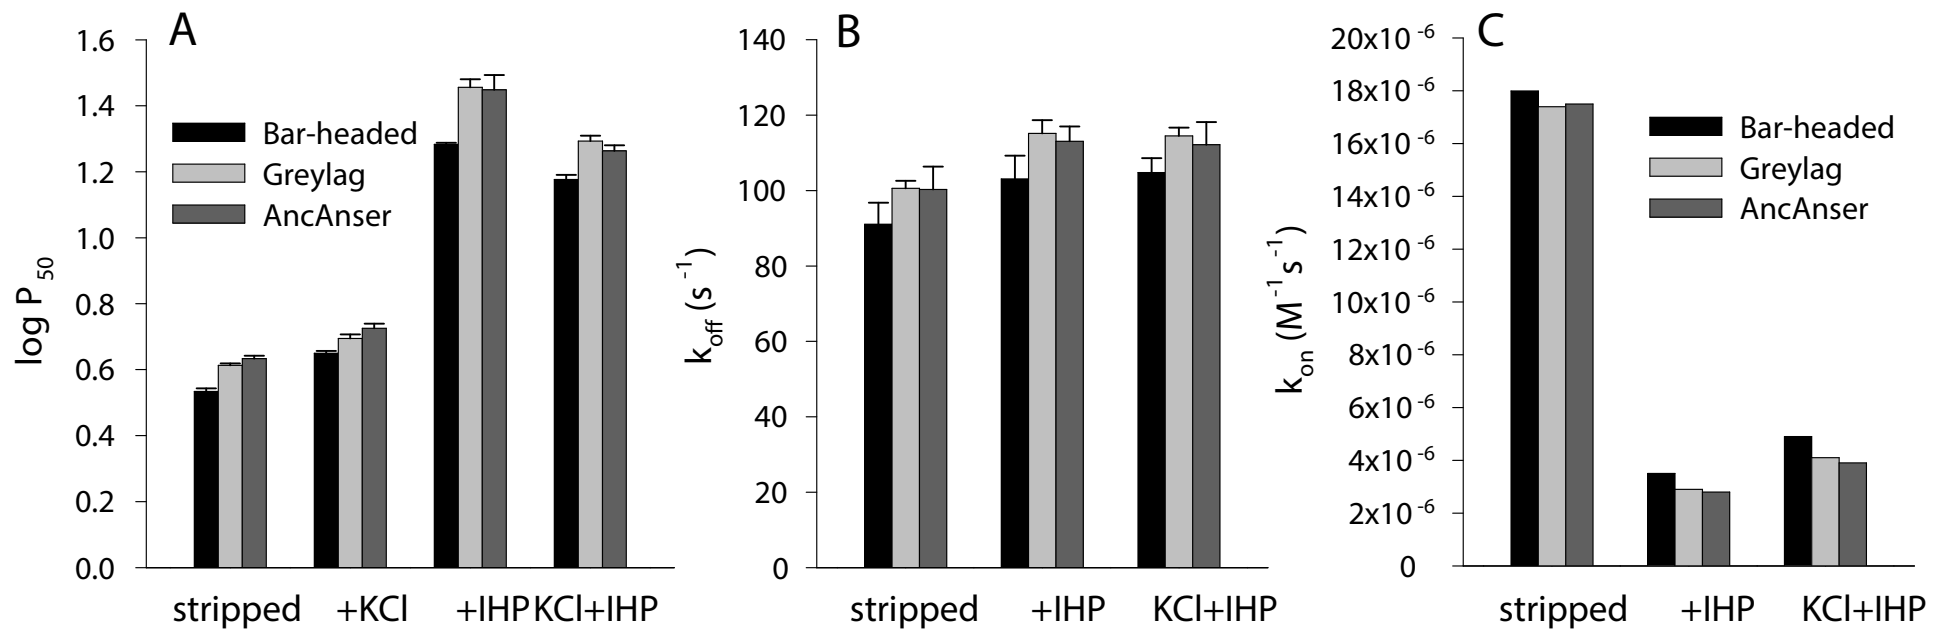 A
log P50
1.6
1.4
1.2
1.0
0.8
0.6
0.4
0.2
0.0
Bar-headed
Greylag
AncAnser
stripped +KCl +IHP KCl+IHP
B
koff (s-1)
140
120
100
80
60
40
20
0
stripped +IHP KCl+IHP
C
kon (M-1s-1)
20x10-6
18x10-6
16x10-6
14x10-6
12x10-6
10x10-6
8x10-6
6x10-6
4x10-6
2x10-6
0
Bar-headed
Greylag
AncAnser
stripped +IHP KCl+IHP